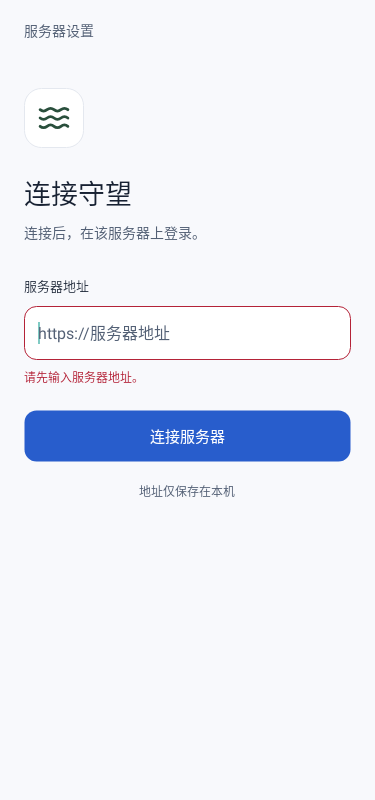 服务器设置
连接守望
连接后，在该服务器上登录。
服务器地址
https://服务器地址
请先输入服务器地址。
连接服务器
地址仅保存在本机